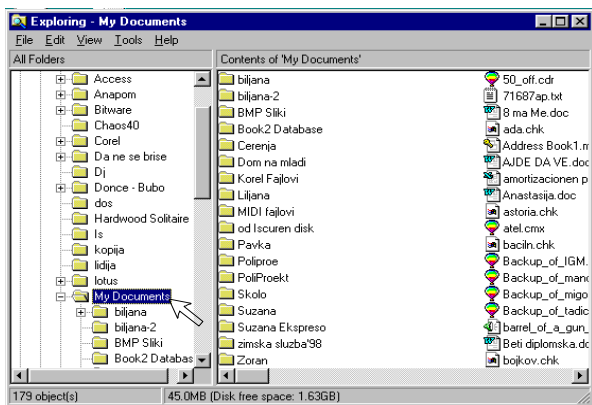 Exploring - My Documents
File Edit View Tools Help
All Folders
Contents of 'My Documents'
Access
Anapom
Bitware
Chaos40
Corel
Da ne se brise
Dj
Donce - Bubo
dos
Hardwood Solitaire
Is
kopija
lidija
lotus
My Documents
biljana
biljana-2
BMP Sliki
Book2 Databas
biljana
biljana-2
BMP Sliki
Book2 Database
Cerenja
Dom na mladi
Korel Fajlovi
Liljana
MIDI fajlovi
od Iscuren disk
Pavka
Poliproe
PoliProekt
Skolo
Suzana
Suzana Ekspreso
zimska sluzba'98
Zoran
50_off.cdr
71687ap.txt
8 ma Me.doc
ada.chk
Address Book1.m
AJDE DA VE.doc
amortizacionen p
Anastasija.doc
astoria.chk
atel.cmx
baciln.chk
Backup_of_IGM.
Backup_of_mano
Backup_of_migo
Backup_of_tadic
barrel_of_a_gun_
Beti diplomska.do
bojkov.chk
179 object(s)
45.0MB (Disk free space: 1.63GB)